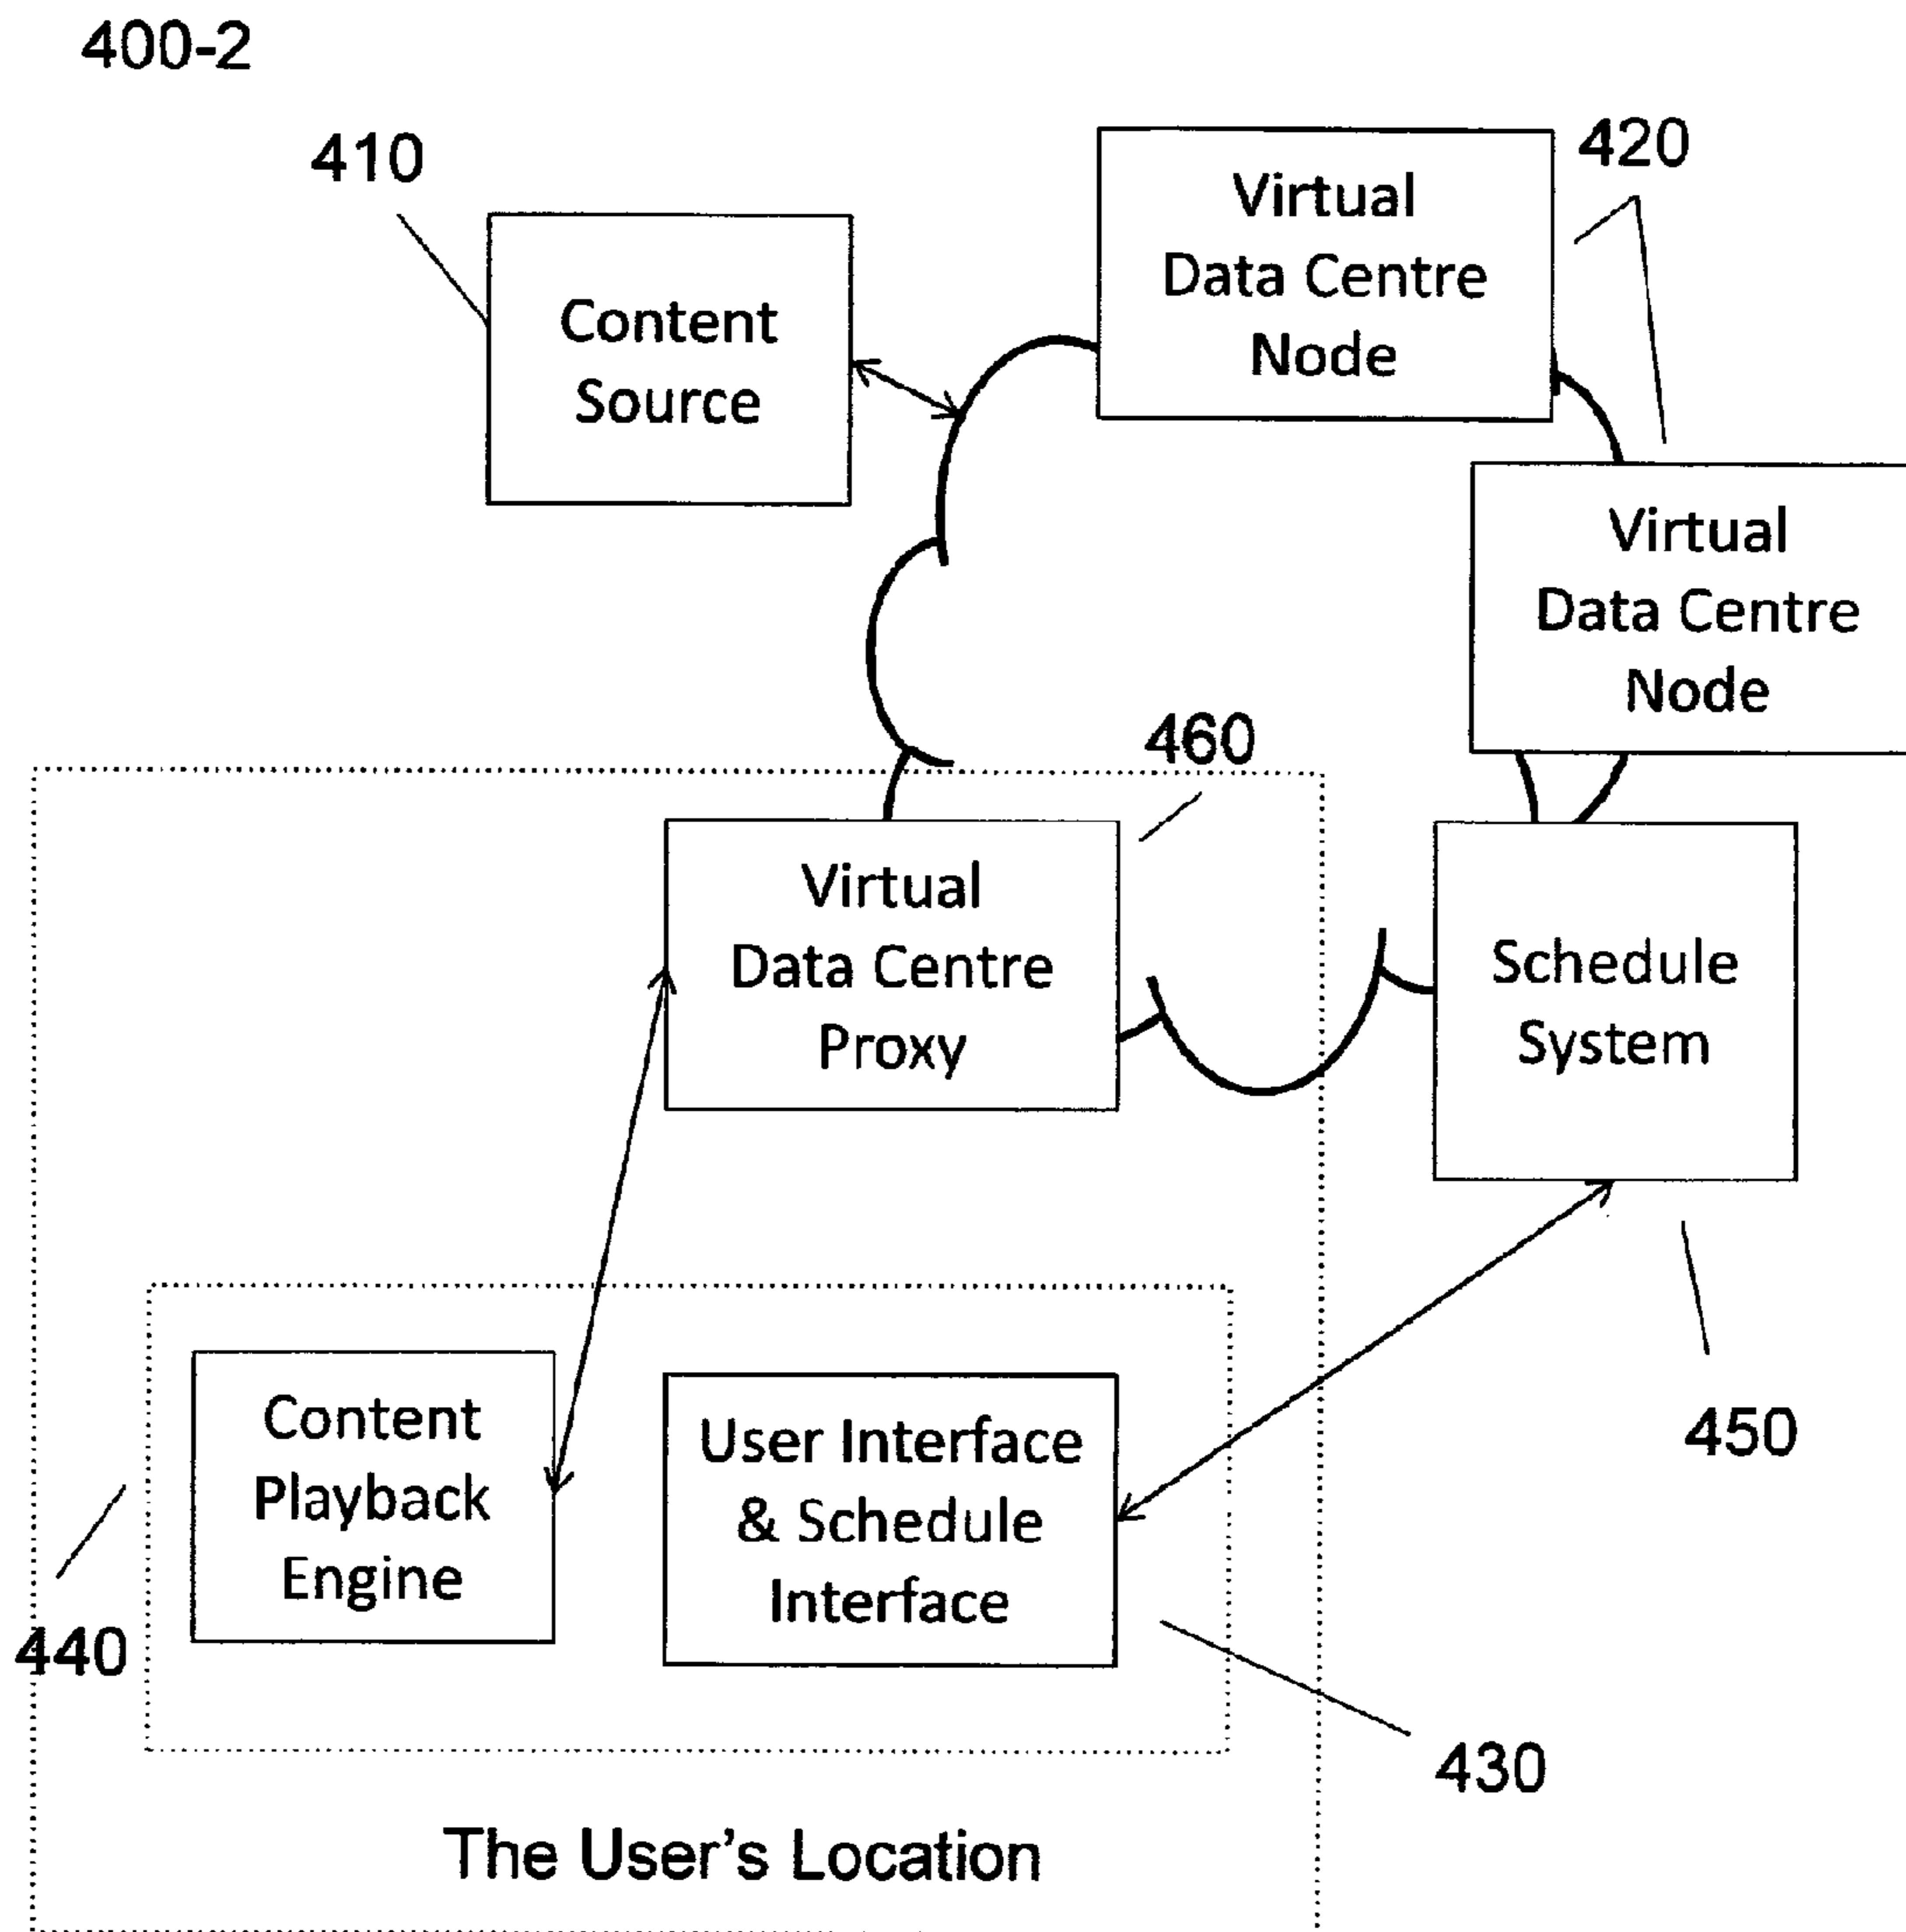 400-2
410
420
Virtual
Data Centre
Node
Content
Source
Virtual
Data Centre
Node
460
Virtual
Data Centre
Proxy
Schedule
System
Content
Playback
Engine
User Interface
& Schedule
Interface
450
440
430
The User's Location